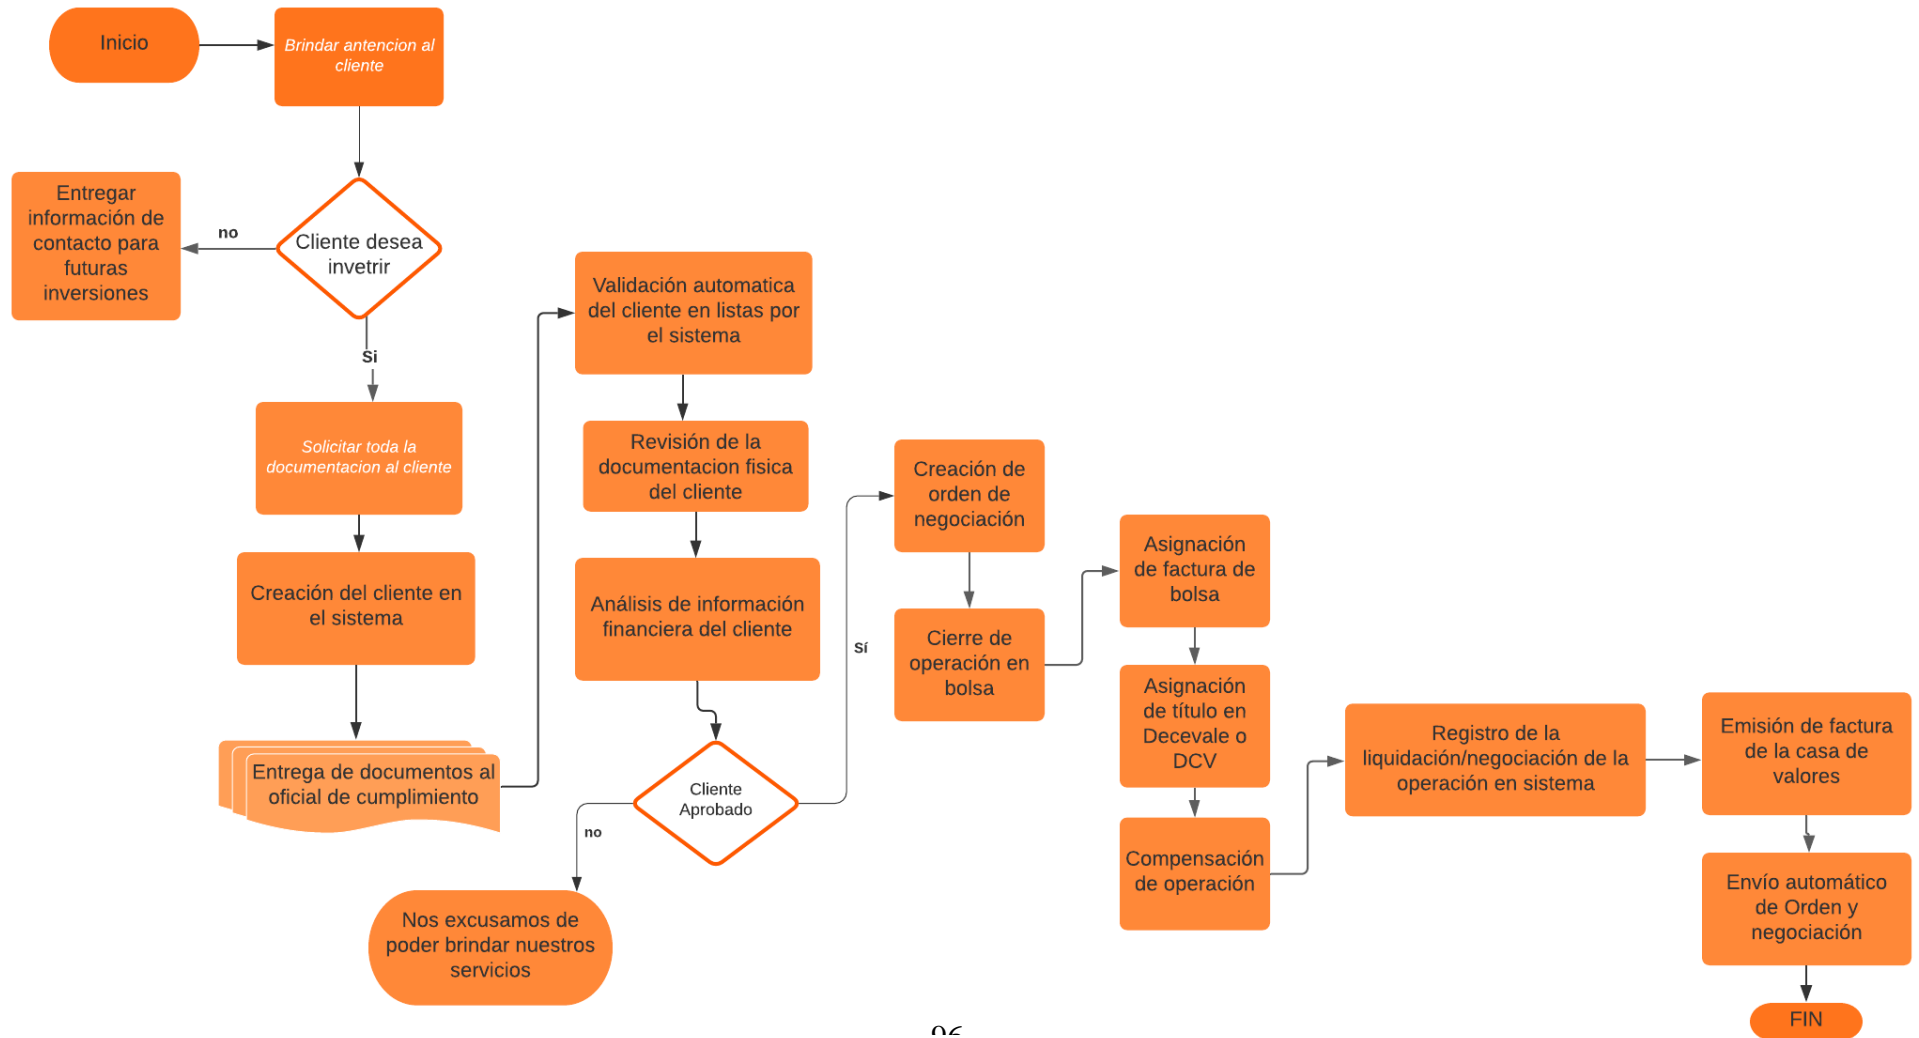 Inicio
Brindar antencion al
cliente
Entregar
información de
contacto para
futuras
inversiones
no
Cliente desea
invetrir
Si
Solicitar toda la
documentacion al cliente
Creación del cliente en
el sistema
Entrega de documentos al
oficial de cumplimiento
Validación automatica
del cliente en listas por
el sistema
Revisión de la
documentacion fisica
del cliente
Análisis de información
financiera del cliente
Cliente
Aprobado
no
Nos excusamos de
poder brindar nuestros
servicios
Sí
Creación de
orden de
negociación
Cierre de
operación en
bolsa
Asignación
de factura de
bolsa
Asignación
de título en
Decevale o
DCV
Compensación
de operación
Registro de la
liquidación/negociación de la
operación en sistema
Emisión de factura
de la casa de
valores
Envío automático
de Orden y
negociación
FIN